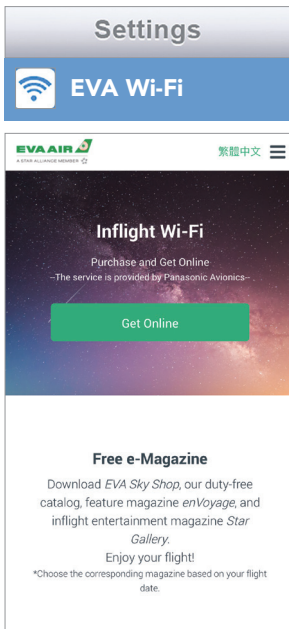 Settings
EVA Wi-Fi
EVA AIR
A STAR ALLIANCE MEMBER
繁體中文
Inflight Wi-Fi
Purchase and Get Online
--The service is provided by Panasonic Avionics--
Get Online
Free e-Magazine
Download EVA Sky Shop, our duty-free
catalog, feature magazine enVoyage, and
inflight entertainment magazine Star
Gallery.
Enjoy your flight!
*Choose the corresponding magazine based on your flight
date.